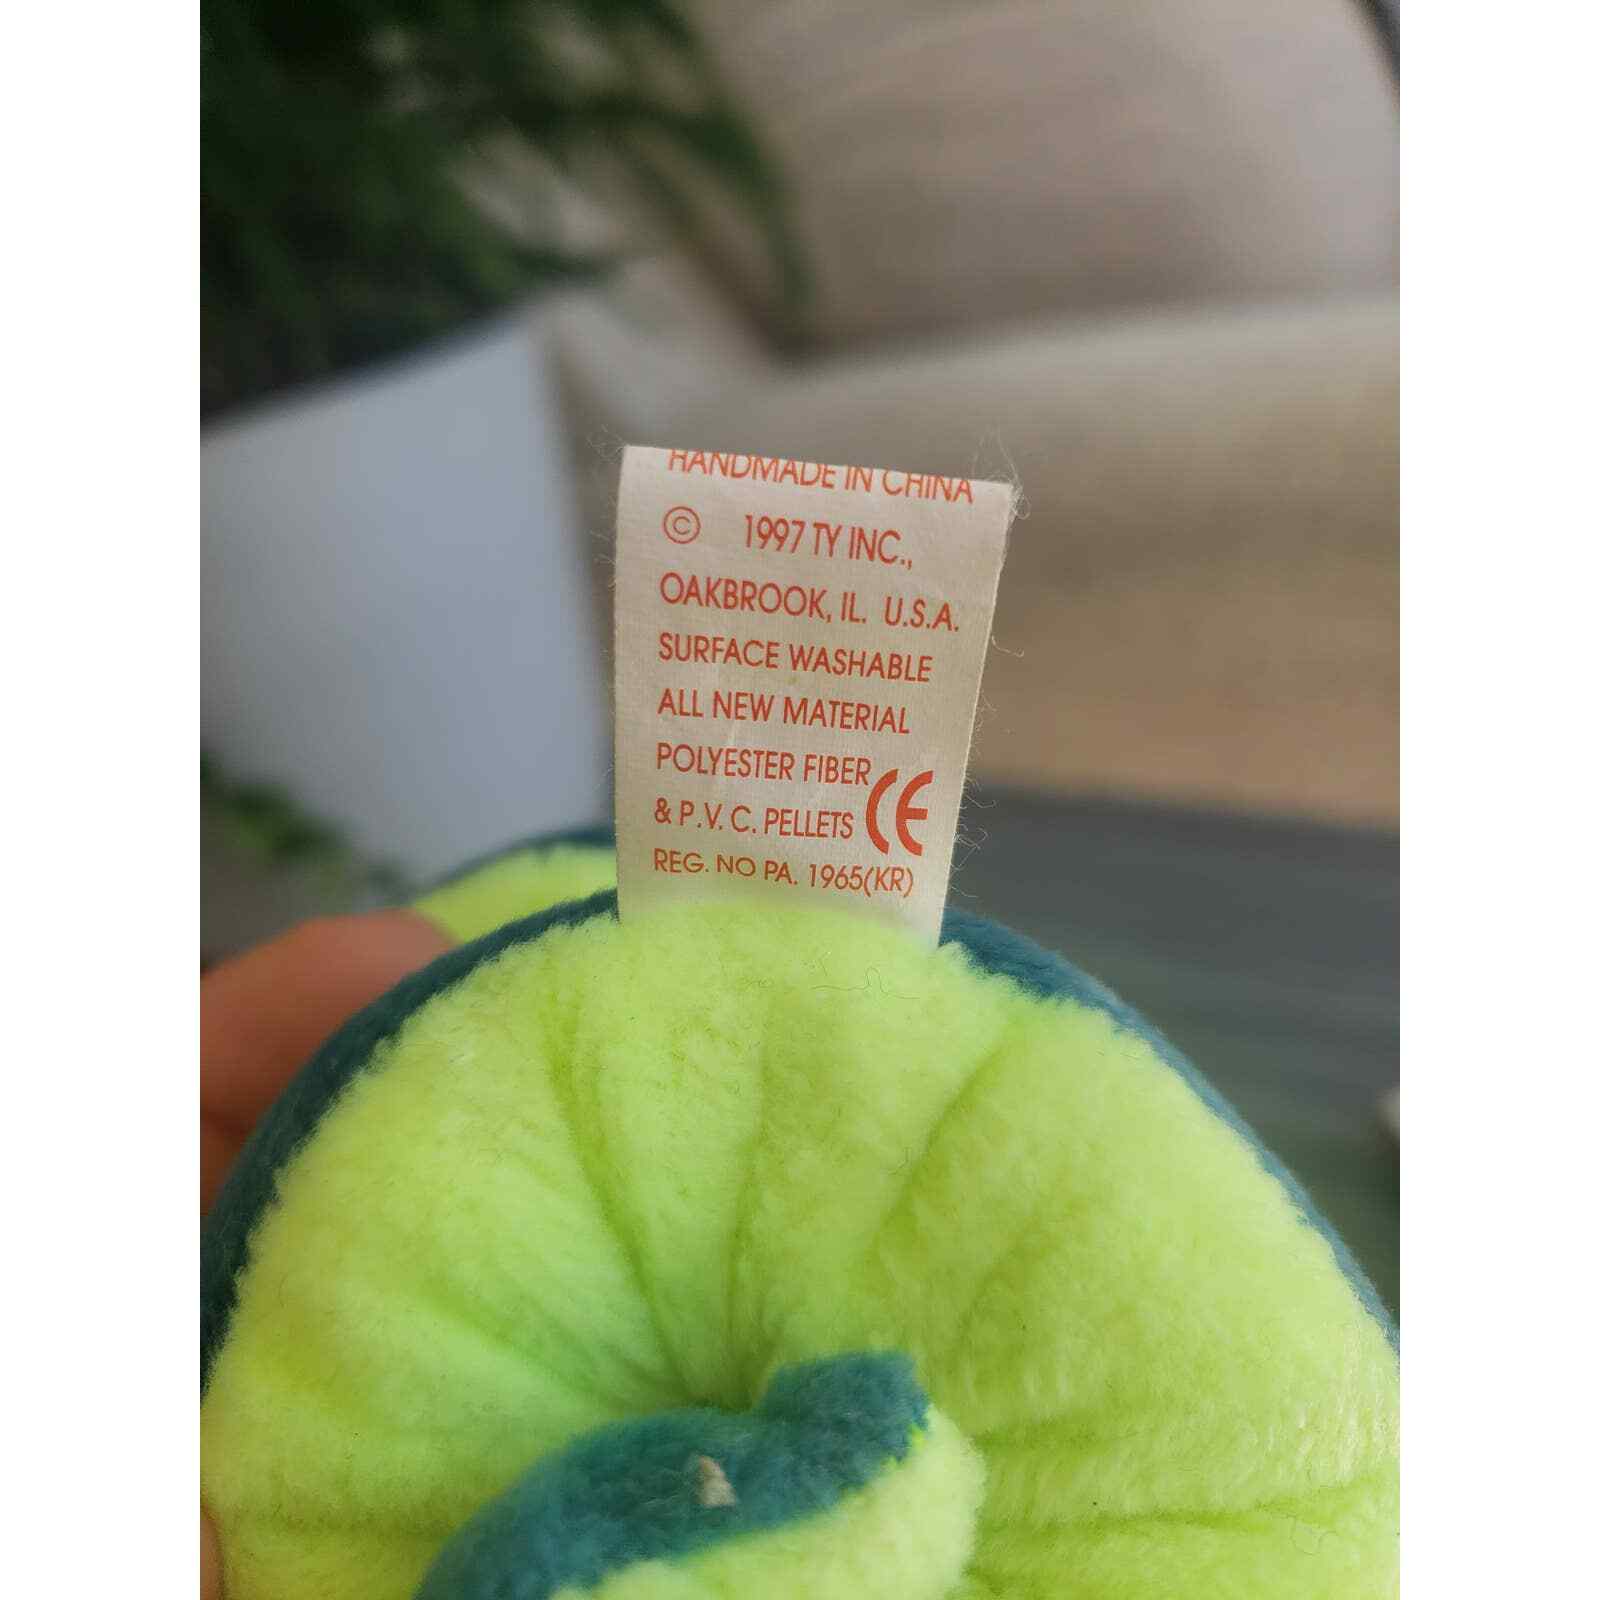 HANDMADE IN CHINA
© 1997 TY INC.,
OAKBROOK, IL. U.S.A.
SURFACE WASHABLE
ALL NEW MATERIAL
POLYESTER FIBER
& P.V.C. PELLETS CE
REG. NO PA. 1965(KR)